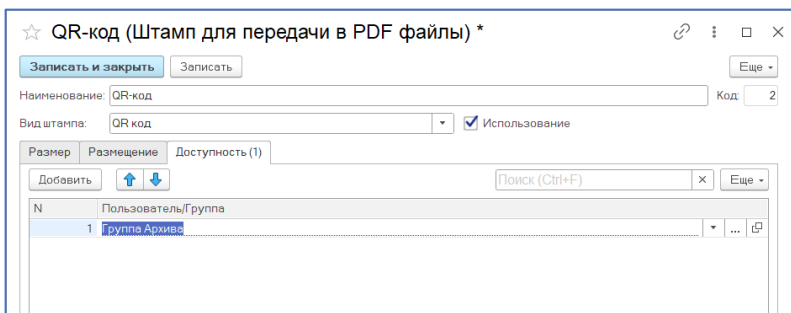 QR-код (Штамп для передачи в PDF файлы) *
Записать и закрыть Записать Еще
Наименование: QR-код Код: 2
Вид штампа: QR код Использование
Размер Размещение Доступность (1)
Добавить Поиск (Ctrl+F) × Еще
N Пользователь/Группа
1 Группа Архива ...